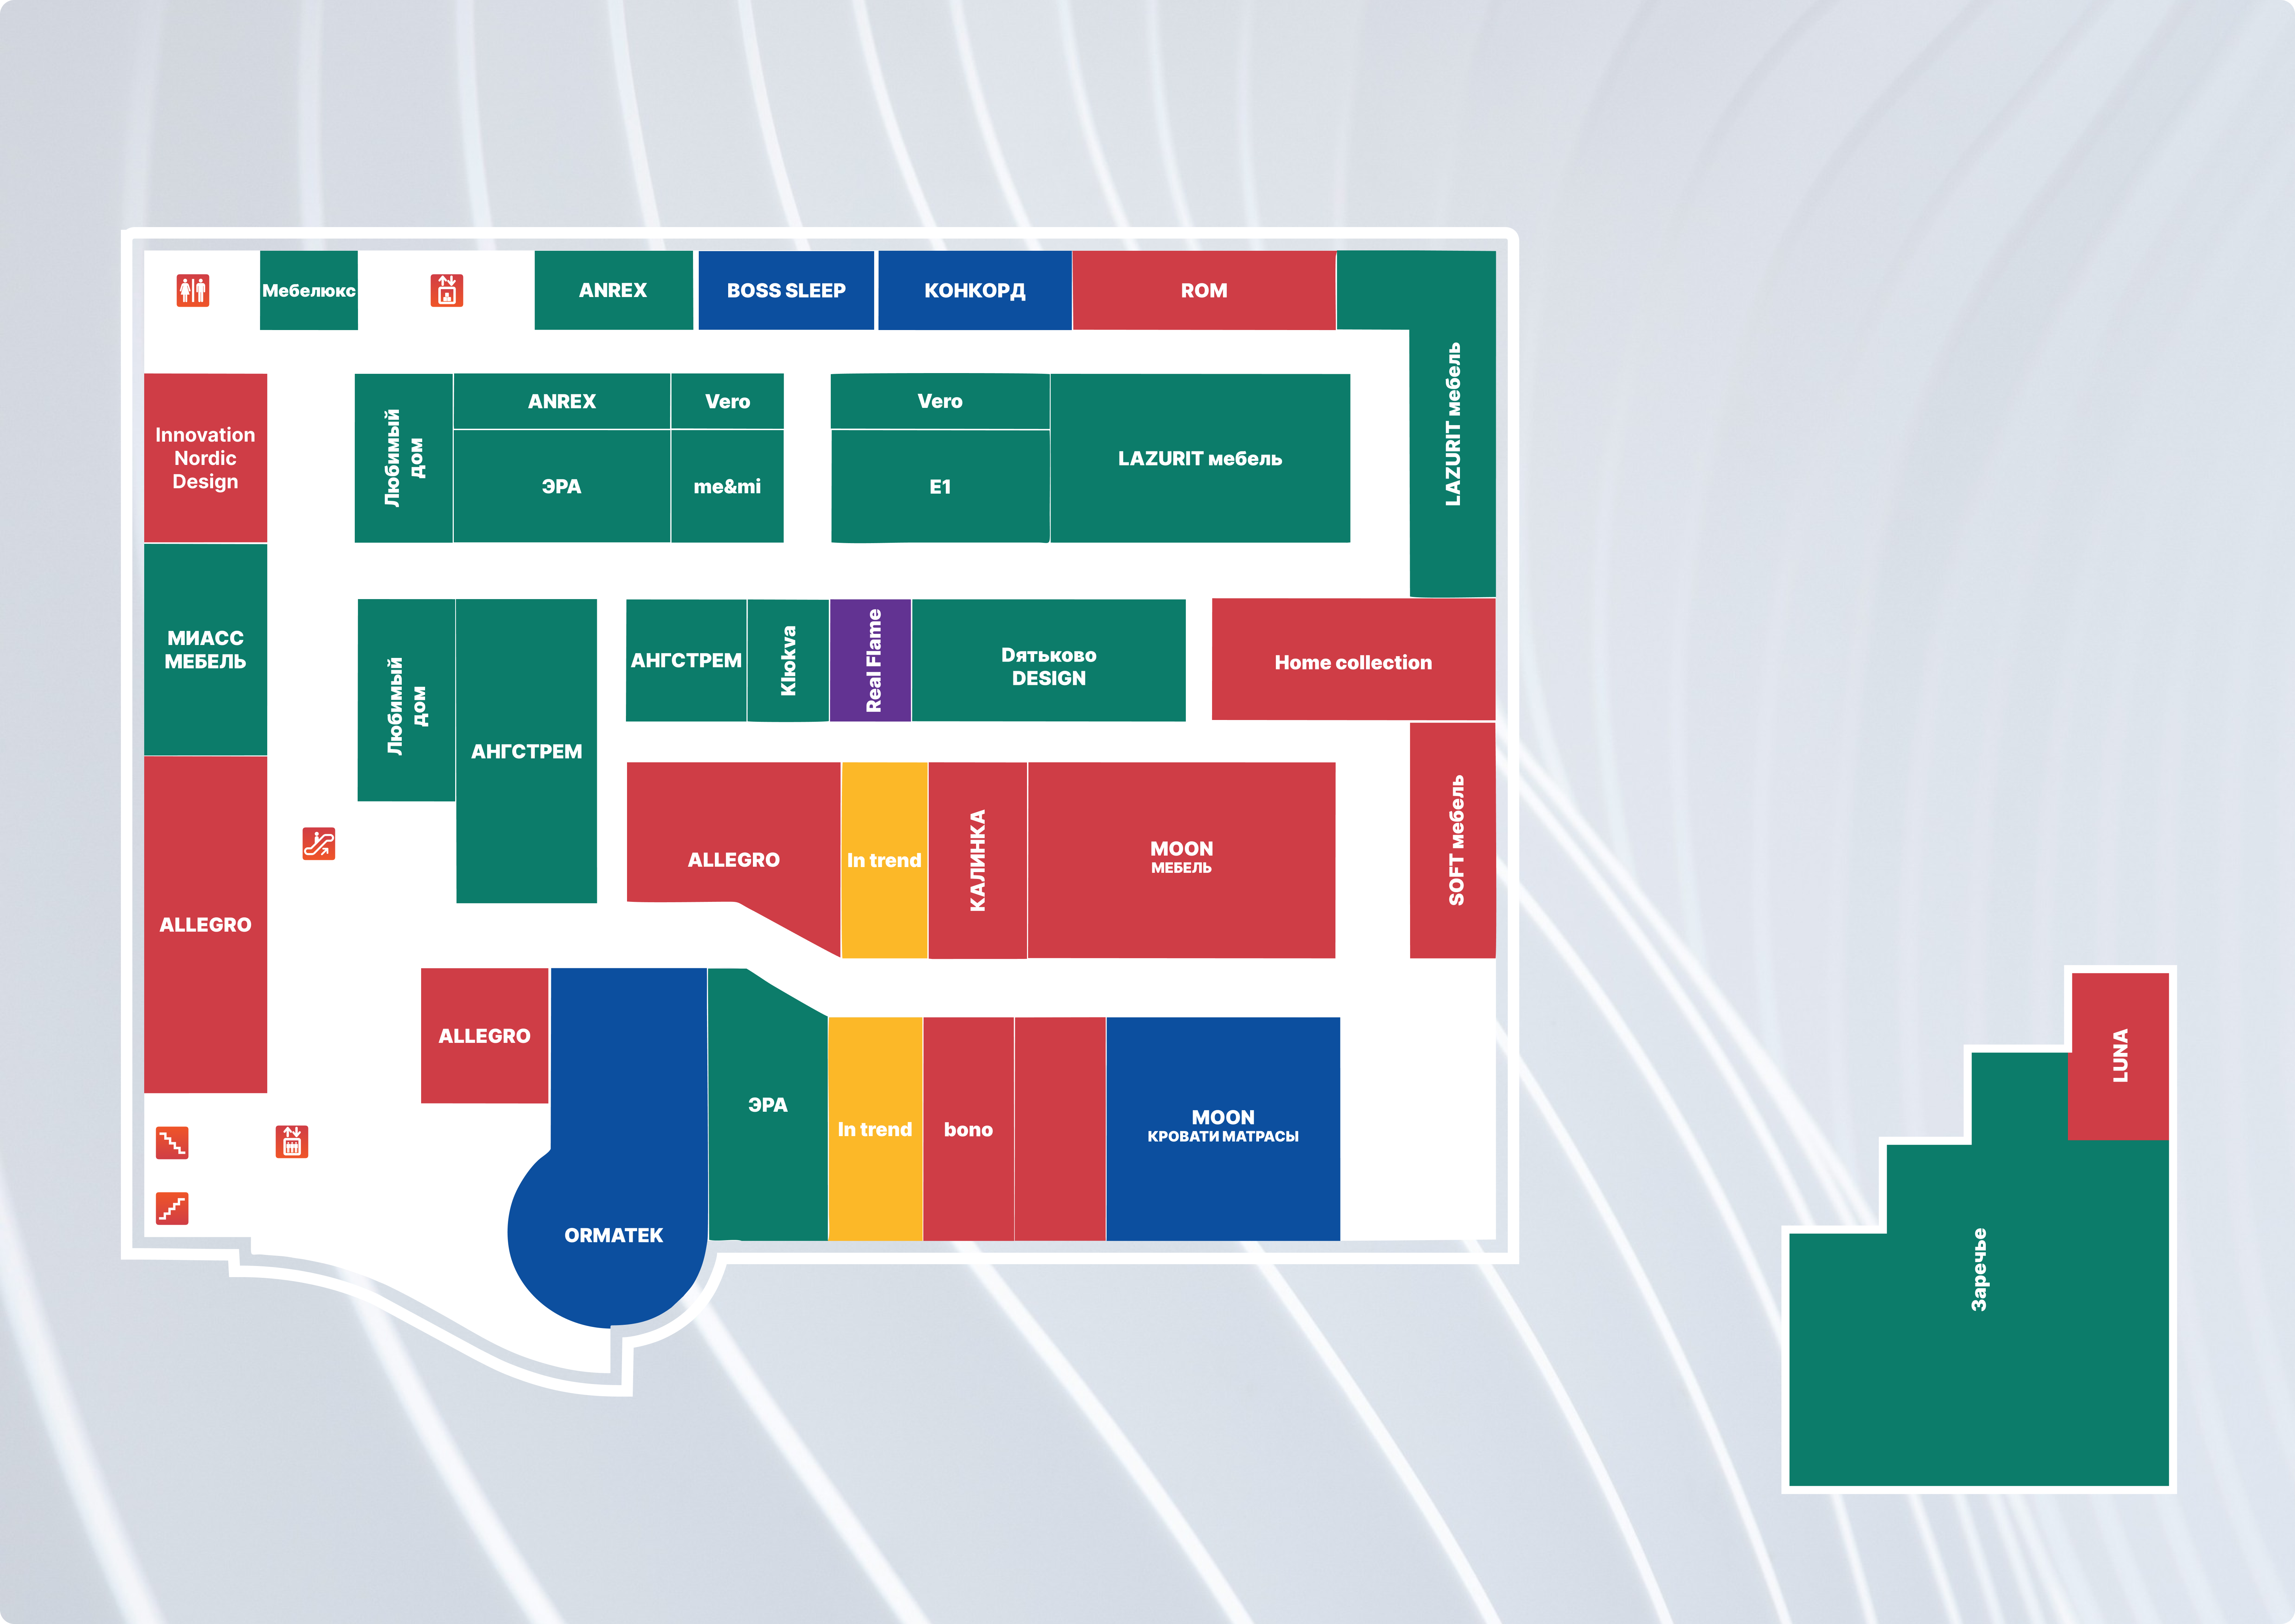 Мебелюкс
ANREX
BOSS SLEEP
КОНКОРД
ROM
LAZURIT мебель
Innovation
Nordic
Design
Любимый
дом
ANREX
Vero
ЭРА
me&mi
Vero
E1
LAZURIT мебель
МИАСС
МЕБЕЛЬ
Любимый
дом
АНГСТРЕМ
АНГСТРЕМ
Кlюкva
Real Flame
Dятьково
DESIGN
Home collection
ALLEGRO
ALLEGRO
In trend
КАЛИНКА
MOON
МЕБЕЛЬ
SOFT мебель
ALLEGRO
ORMATEK
ЭРА
In trend
bono
MOON
КРОВАТИ МАТРАСЫ
LUNA
Заречье